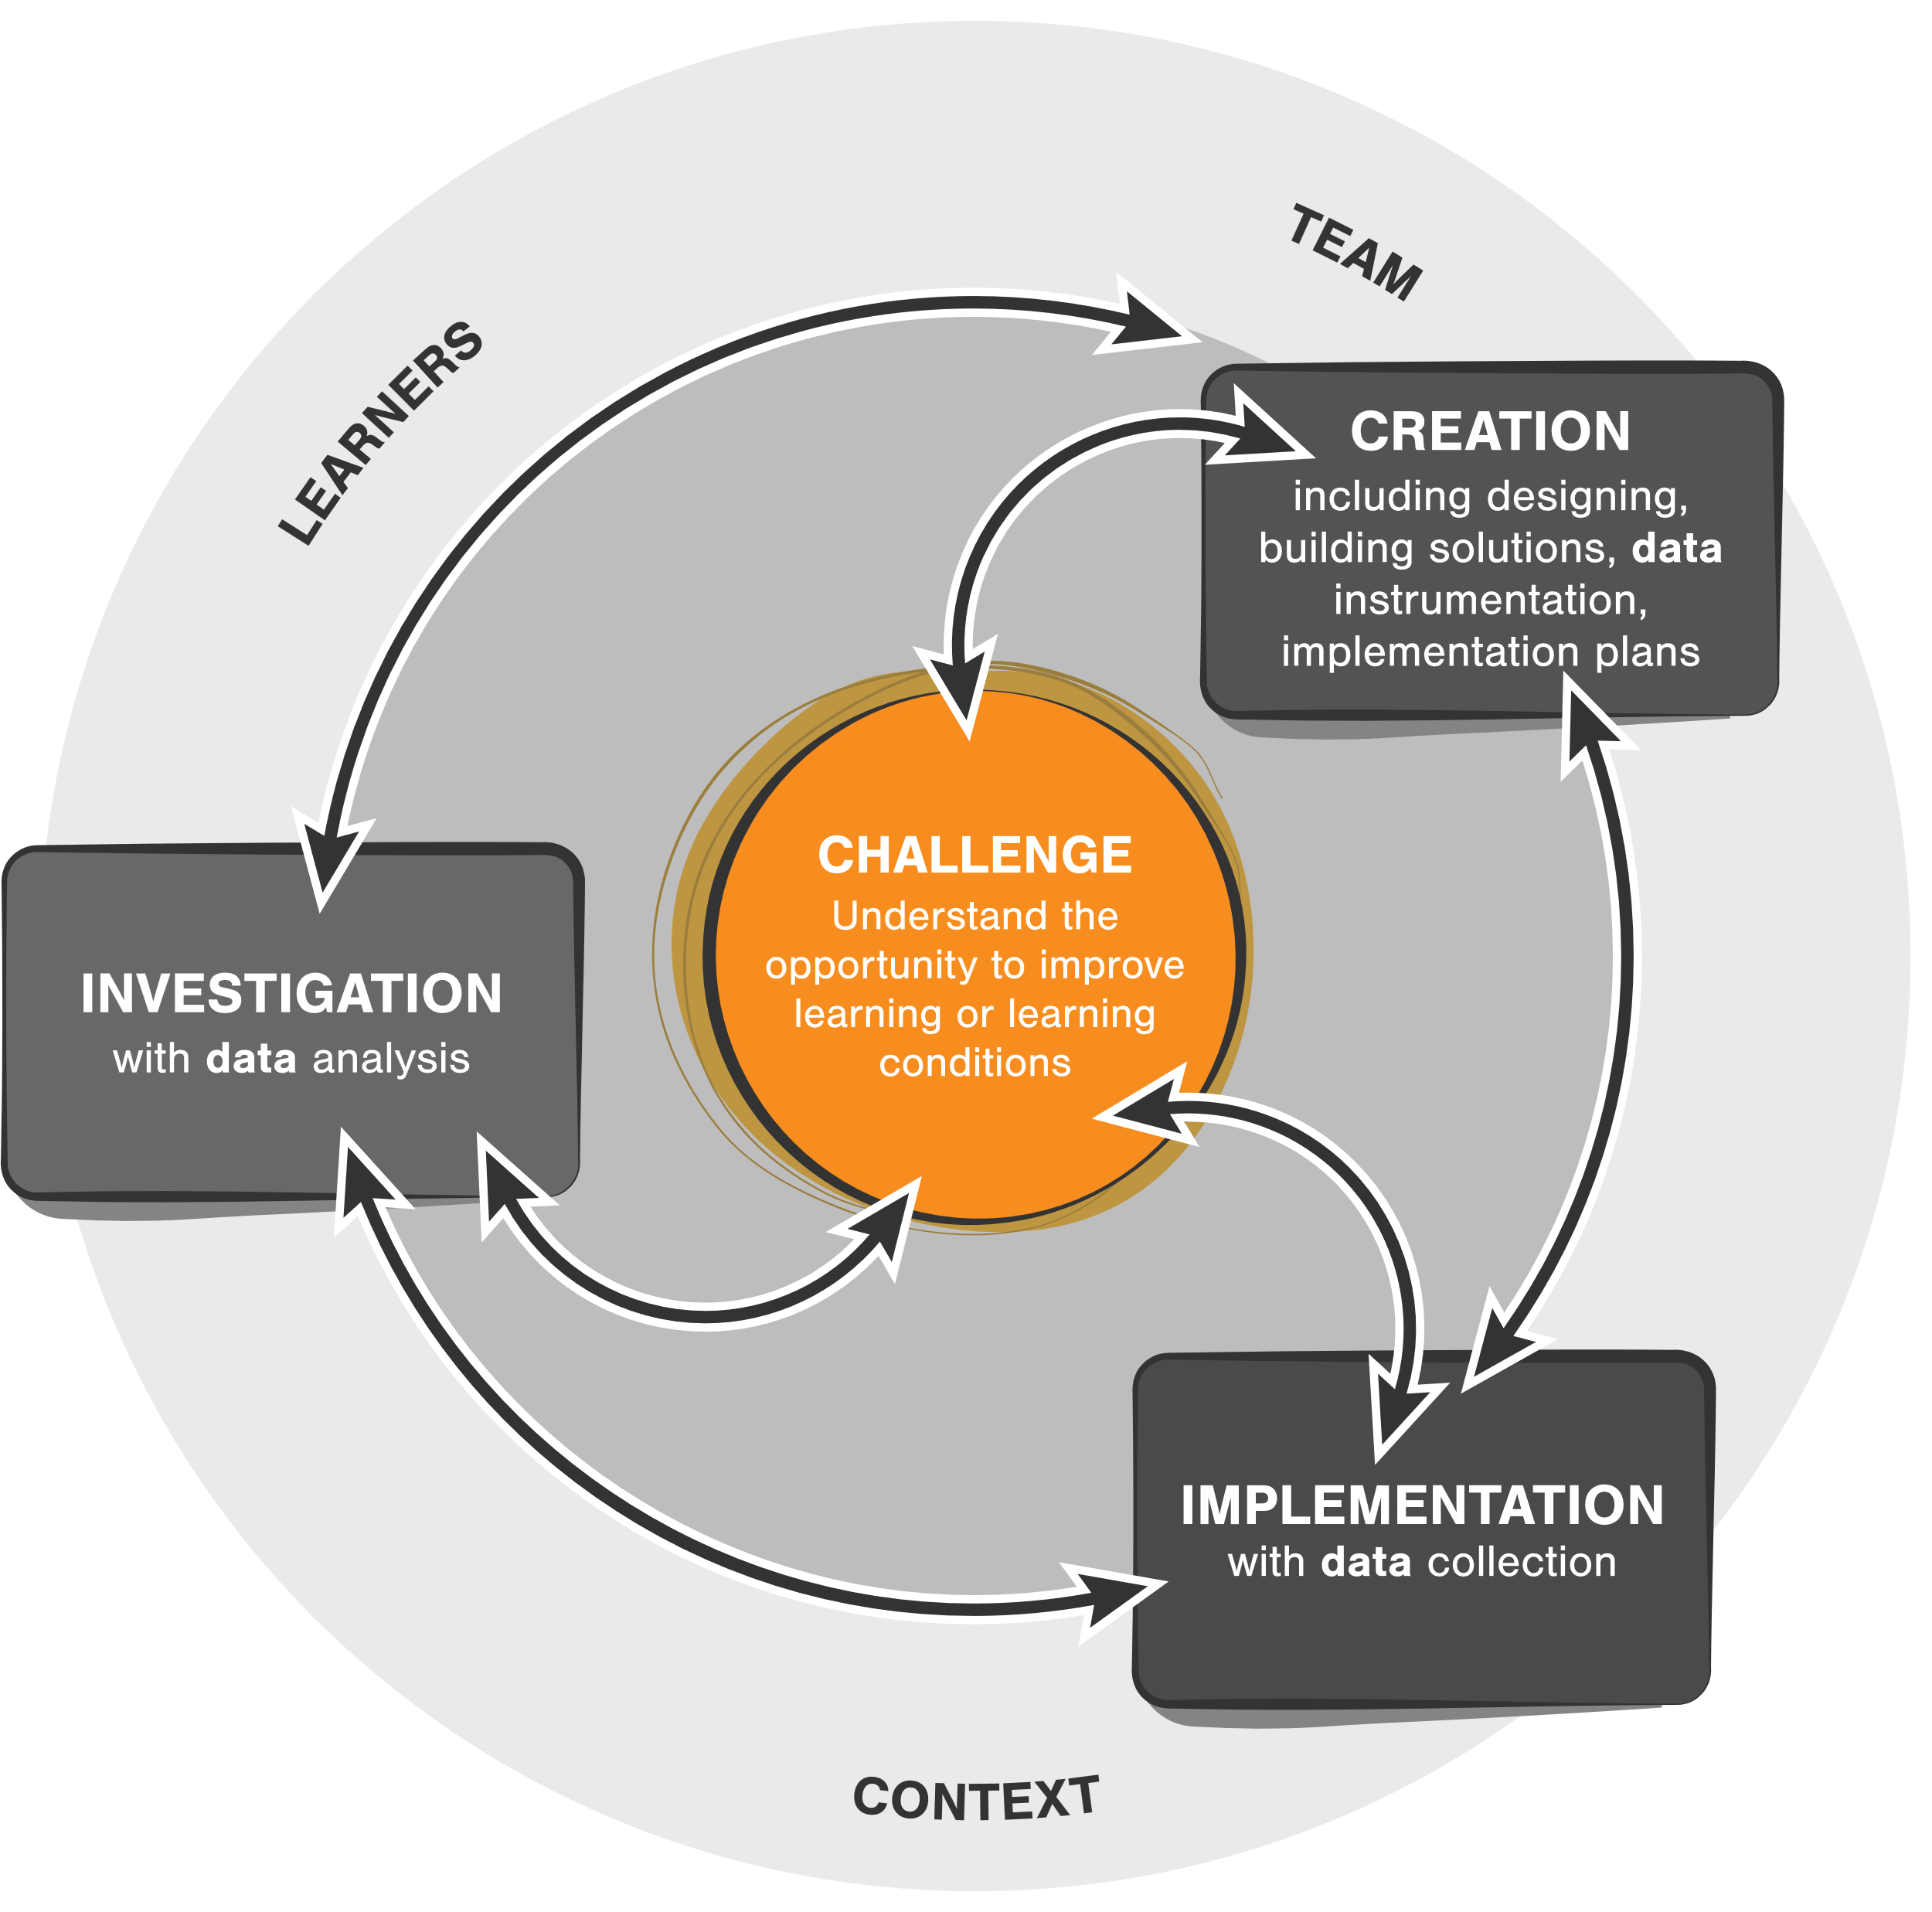 LEARNERS
TEAM
CREATION
including designing,
building solutions, data
instrumentation,
implementation plans
CHALLENGE
Understand the
opportunity to improve
learning or learning
conditions
INVESTIGATION
with data analysis
IMPLEMENTATION
with data collection
CONTEXT